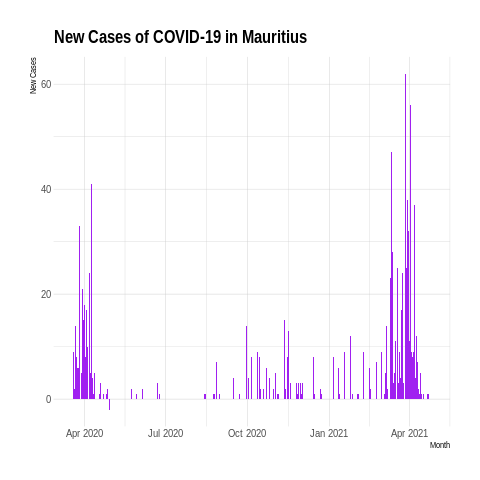 New Cases of COVID-19 in Mauritius
New Cases
60
40
20
0
Apr 2020 Jul 2020 Oct 2020 Jan 2021 Apr 2021
Month